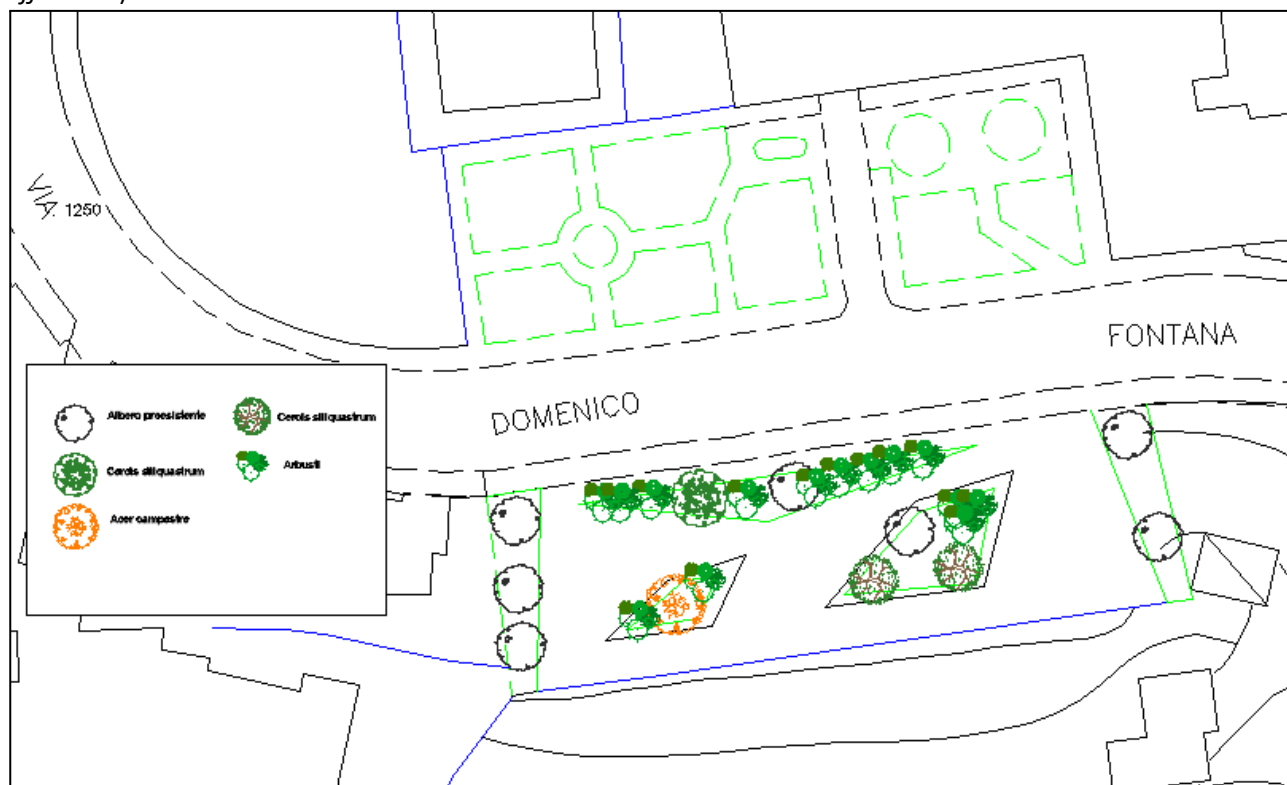 VIA 1250
FONTANA
DOMENICO
Albero preesistente
Cercis siliquastrum
Cercis siliquastrum
Arbusti
Acer campestre